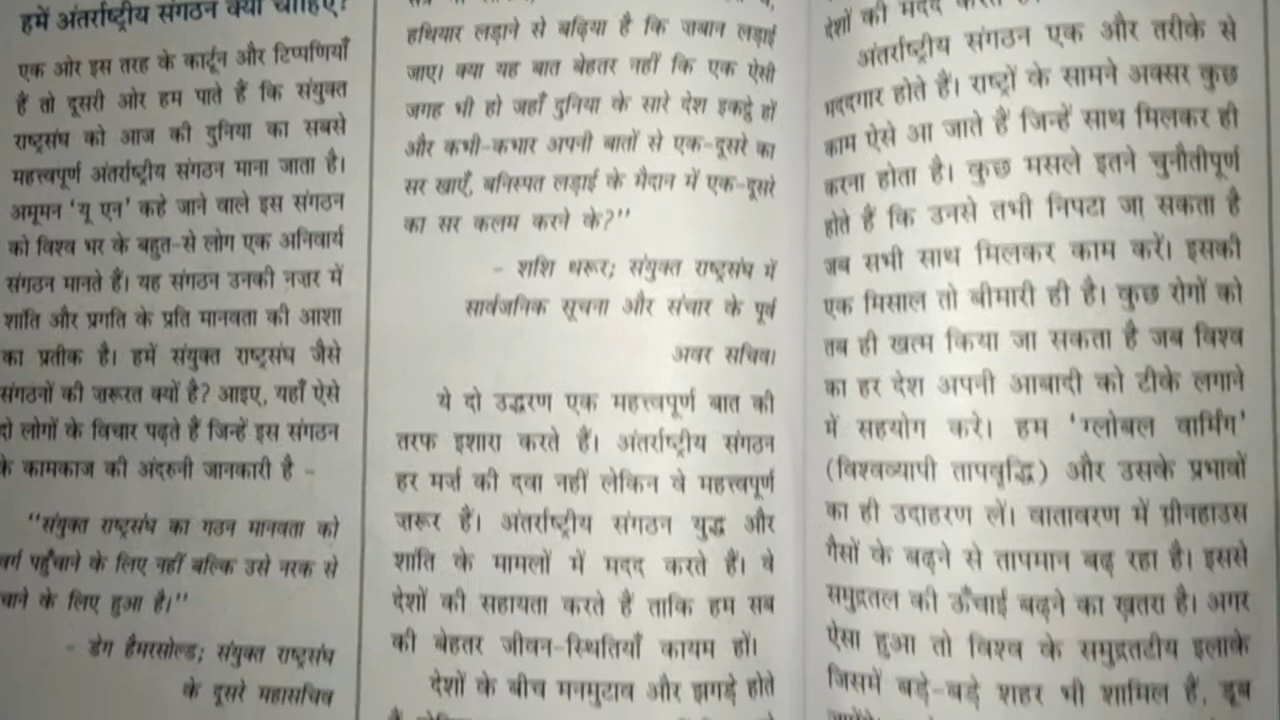 हमें अंतर्राष्ट्रीय संगठन क्यों चाहिए?
एक ओर इस तरह के कार्टून और टिप्पणियाँ
हैं तो दूसरी ओर हम पाते हैं कि संयुक्त
राष्ट्रसंघ को आज की दुनिया का सबसे
महत्त्वपूर्ण अंतर्राष्ट्रीय संगठन माना जाता है।
अमूमन 'यू एन' कहे जाने वाले इस संगठन
को विश्व भर के बहुत-से लोग एक अनिवार्य
संगठन मानते हैं। यह संगठन उनकी नज़र में
शांति और प्रगति के प्रति मानवता की आशा
का प्रतीक है। हमें संयुक्त राष्ट्रसंघ जैसे
संगठनों की ज़रूरत क्यों है? आइए, यहाँ ऐसे
दो लोगों के विचार पढ़ते हैं जिन्हें इस संगठन
के कामकाज की अंदरुनी जानकारी है -
"संयुक्त राष्ट्रसंघ का गठन मानवता को
वर्ग पहुँचाने के लिए नहीं बल्कि उसे नरक से
चाने के लिए हुआ है।"
- डेग हैमरसोल्ड; संयुक्त राष्ट्रसंघ
के दूसरे महासचिव
हथियार लड़ाने से बढ़िया है कि ज़बान लड़ाई
जाए। क्या यह बात बेहतर नहीं कि एक ऐसी
जगह भी हो जहाँ दुनिया के सारे देश इकट्ठे हों
और कभी-कभार अपनी बातों से एक-दूसरे का
सर खाएँ, बनिस्पत लड़ाई के मैदान में एक-दूसरे
का सर कलम करने के?"
- शशि थरूर; संयुक्त राष्ट्रसंघ में
सार्वजनिक सूचना और संचार के पूर्व
अवर सचिव।
ये दो उद्धरण एक महत्त्वपूर्ण बात की
तरफ इशारा करते हैं। अंतर्राष्ट्रीय संगठन
हर मर्ज की दवा नहीं लेकिन वे महत्त्वपूर्ण
ज़रूर हैं। अंतर्राष्ट्रीय संगठन युद्ध और
शांति के मामलों में मदद करते हैं। वे
देशों की सहायता करते हैं ताकि हम सब
की बेहतर जीवन-स्थितियाँ कायम हों।
देशों के बीच मनमुटाव और झगड़े होते
देशों की मदद करते
अंतर्राष्ट्रीय संगठन एक और तरीके से
मददगार होते हैं। राष्ट्रों के सामने अक्सर कुछ
काम ऐसे आ जाते हैं जिन्हें साथ मिलकर ही
करना होता है। कुछ मसले इतने चुनौतीपूर्ण
होते हैं कि उनसे तभी निपटा जा सकता है
जब सभी साथ मिलकर काम करें। इसकी
एक मिसाल तो बीमारी ही है। कुछ रोगों को
तब ही खत्म किया जा सकता है जब विश्व
का हर देश अपनी आबादी को टीके लगाने
में सहयोग करे। हम 'ग्लोबल वार्मिंग'
(विश्वव्यापी तापवृद्धि) और उसके प्रभावों
का ही उदाहरण लें। वातावरण में ग्रीनहाउस
गैसों के बढ़ने से तापमान बढ़ रहा है। इससे
समुद्रतल की ऊँचाई बढ़ने का ख़तरा है। अगर
ऐसा हुआ तो विश्व के समुद्रतटीय इलाके
जिसमें बड़े-बड़े शहर भी शामिल हैं, डूब